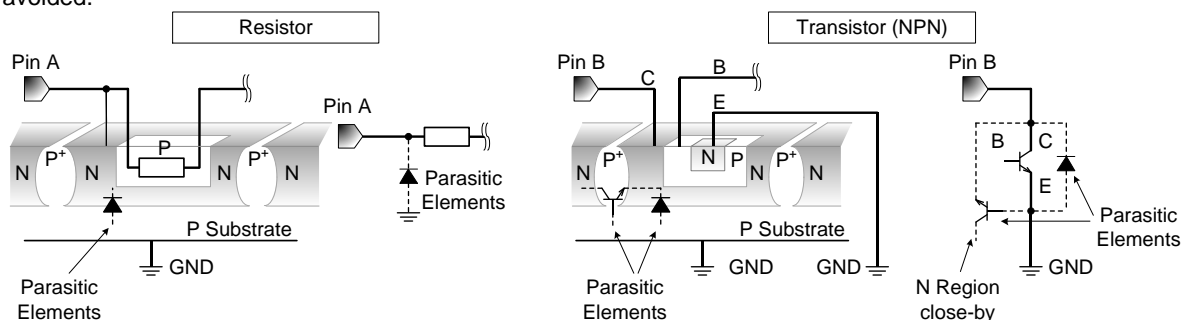 avoided.
Resistor
Transistor (NPN)
Pin A
Pin A
N
P+
N
P
N
P+
N
Parasitic
Elements
P Substrate
GND
Parasitic
Elements
Pin B
C
B
E
N
P+
N
N
P
P+
N
P Substrate
GND
GND
Parasitic
Elements
Pin B
B
C
E
Parasitic
Elements
GND
N Region
close-by